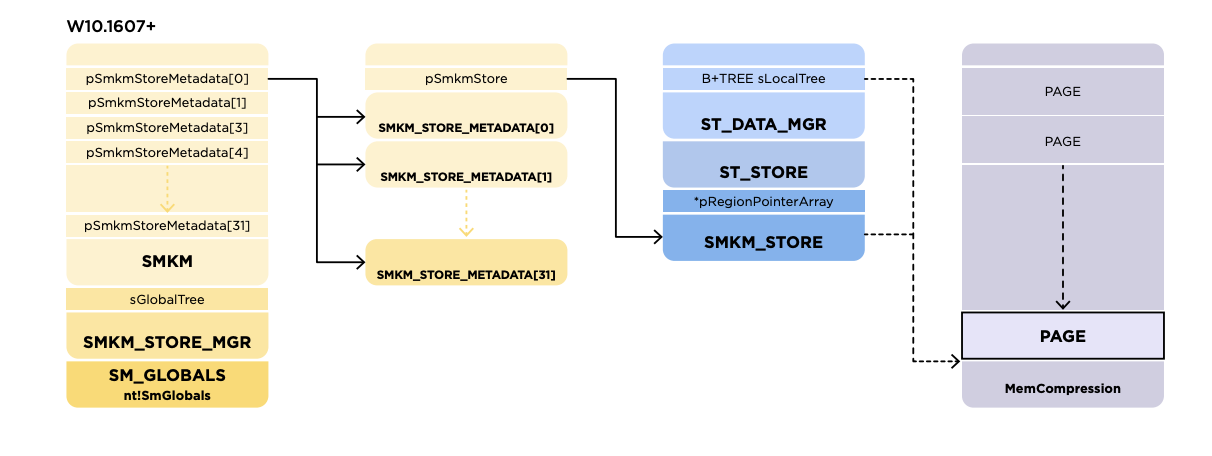 W10.1607+
pSmkmStoreMetadata[0]
pSmkmStoreMetadata[1]
pSmkmStoreMetadata[3]
pSmkmStoreMetadata[4]
pSmkmStoreMetadata[31]
SMKM
sGlobalTree
SMKM_STORE_MGR
SM_GLOBALS
nt!SmGlobals
pSmkmStore
SMKM_STORE_METADATA[0]
SMKM_STORE_METADATA[1]
SMKM_STORE_METADATA[31]
B+TREE sLocalTree
ST_DATA_MGR
ST_STORE
*pRegionPointerArray
SMKM_STORE
PAGE
PAGE
PAGE
MemCompression